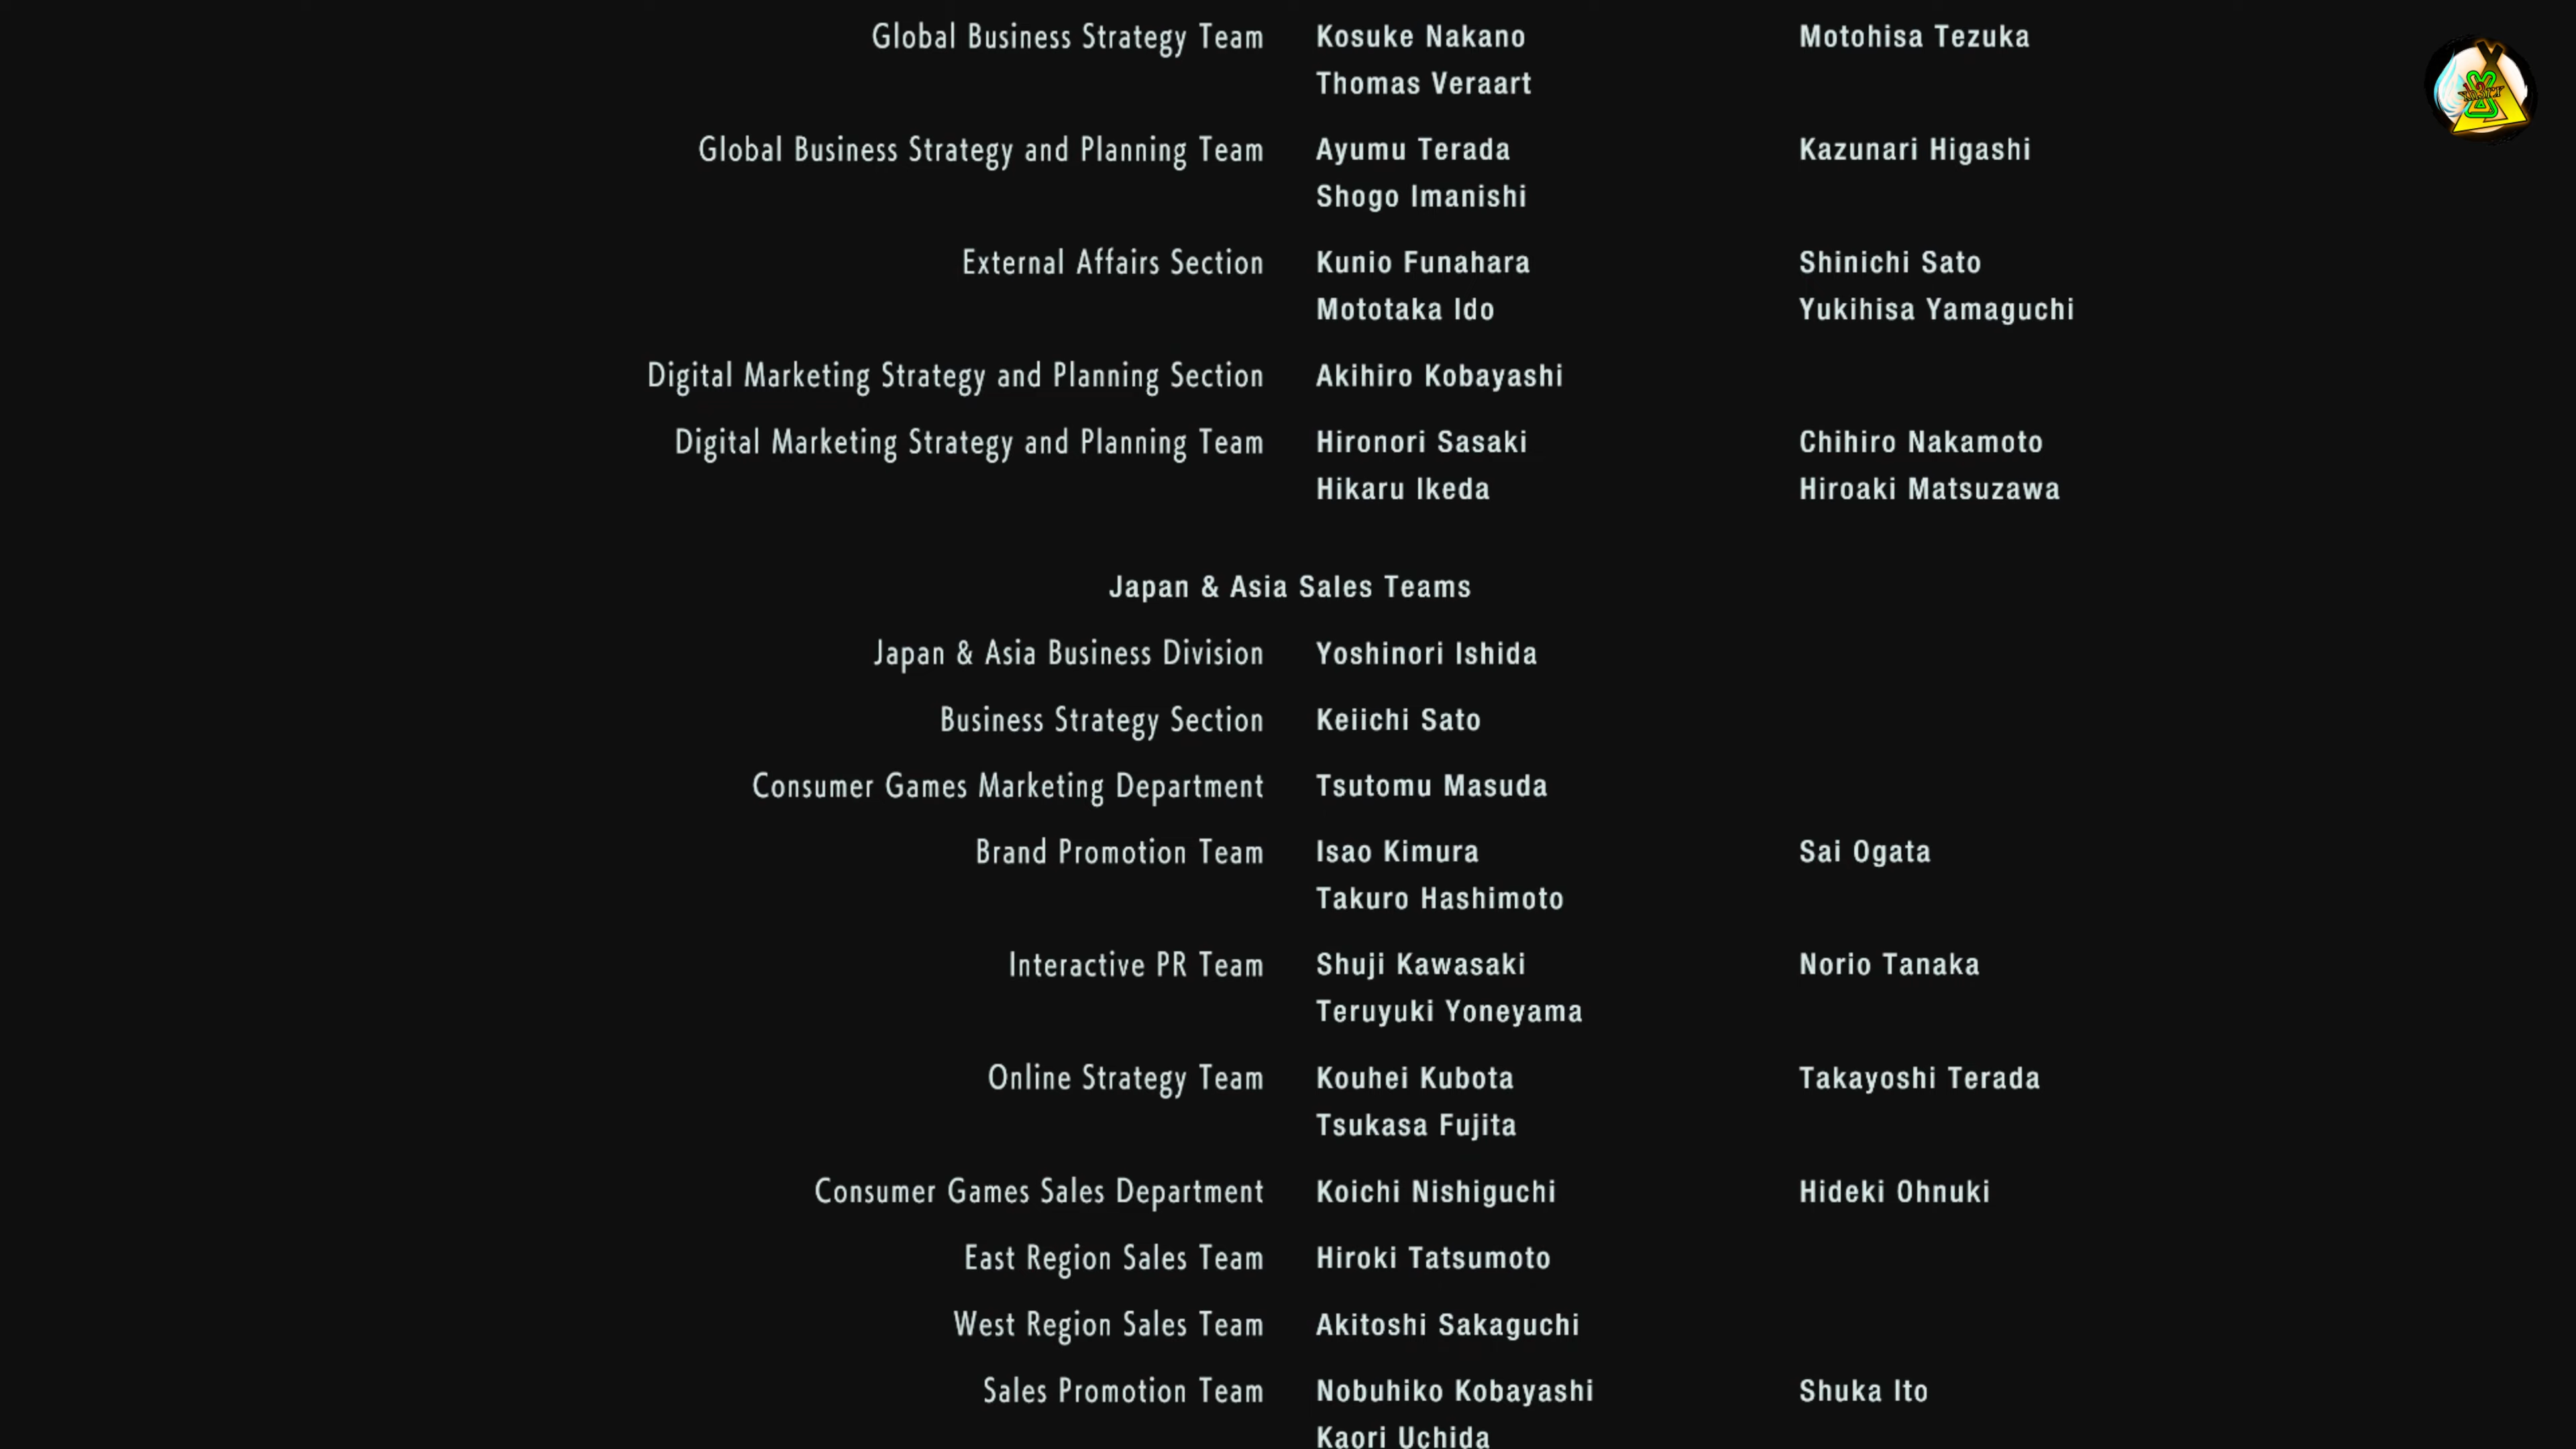 Global Business Strategy Team Kosuke Nakano Motohisa Tezuka
Thomas Veraart
Global Business Strategy and Planning Team Ayumu Terada Kazunari Higashi
Shogo Imanishi
External Affairs Section Kunio Funahara Shinichi Sato
Mototaka Ido Yukihisa Yamaguchi
Digital Marketing Strategy and Planning Section Akihiro Kobayashi
Digital Marketing Strategy and Planning Team Hironori Sasaki Chihiro Nakamoto
Hikaru Ikeda Hiroaki Matsuzawa
Japan & Asia Sales Teams
Japan & Asia Business Division Yoshinori Ishida
Business Strategy Section Keiichi Sato
Consumer Games Marketing Department Tsutomu Masuda
Brand Promotion Team Isao Kimura Sai Ogata
Takuro Hashimoto
Interactive PR Team Shuji Kawasaki Norio Tanaka
Teruyuki Yoneyama
Online Strategy Team Kouhei Kubota Takayoshi Terada
Tsukasa Fujita
Consumer Games Sales Department Koichi Nishiguchi Hideki Ohnuki
East Region Sales Team Hiroki Tatsumoto
West Region Sales Team Akitoshi Sakaguchi
Sales Promotion Team Nobuhiko Kobayashi Shuka Ito
Kaori Uchida